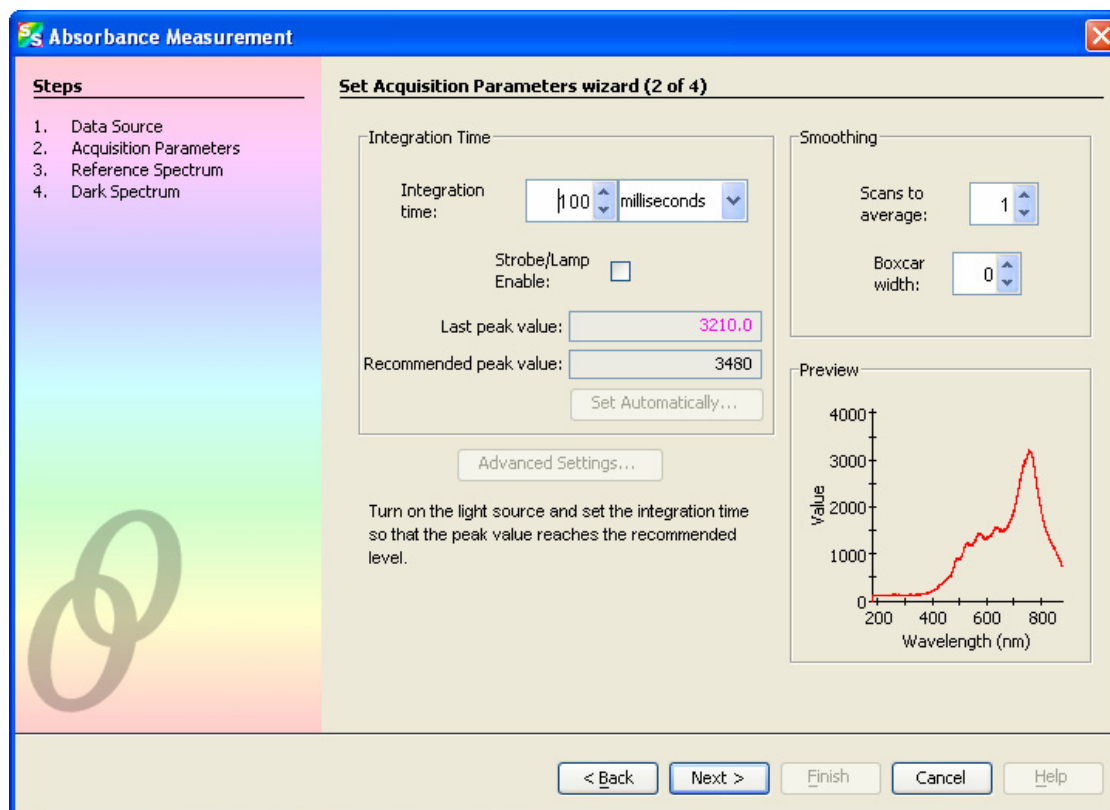 Absorbance Measurement
Steps
1. Data Source
2. Acquisition Parameters
3. Reference Spectrum
4. Dark Spectrum
Set Acquisition Parameters wizard (2 of 4)
Integration Time
Integration
time:
100 milliseconds
Strobe/Lamp
Enable:
Last peak value: 3210.0
Recommended peak value: 3480
Set Automatically...
Advanced Settings...
Turn on the light source and set the integration time
so that the peak value reaches the recommended
level.
Smoothing
Scans to
average: 1
Boxcar
width: 0
Preview
4000
3000
2000
1000
0
Value
200 400 600 800
Wavelength (nm)
< Back Next > Finish Cancel Help